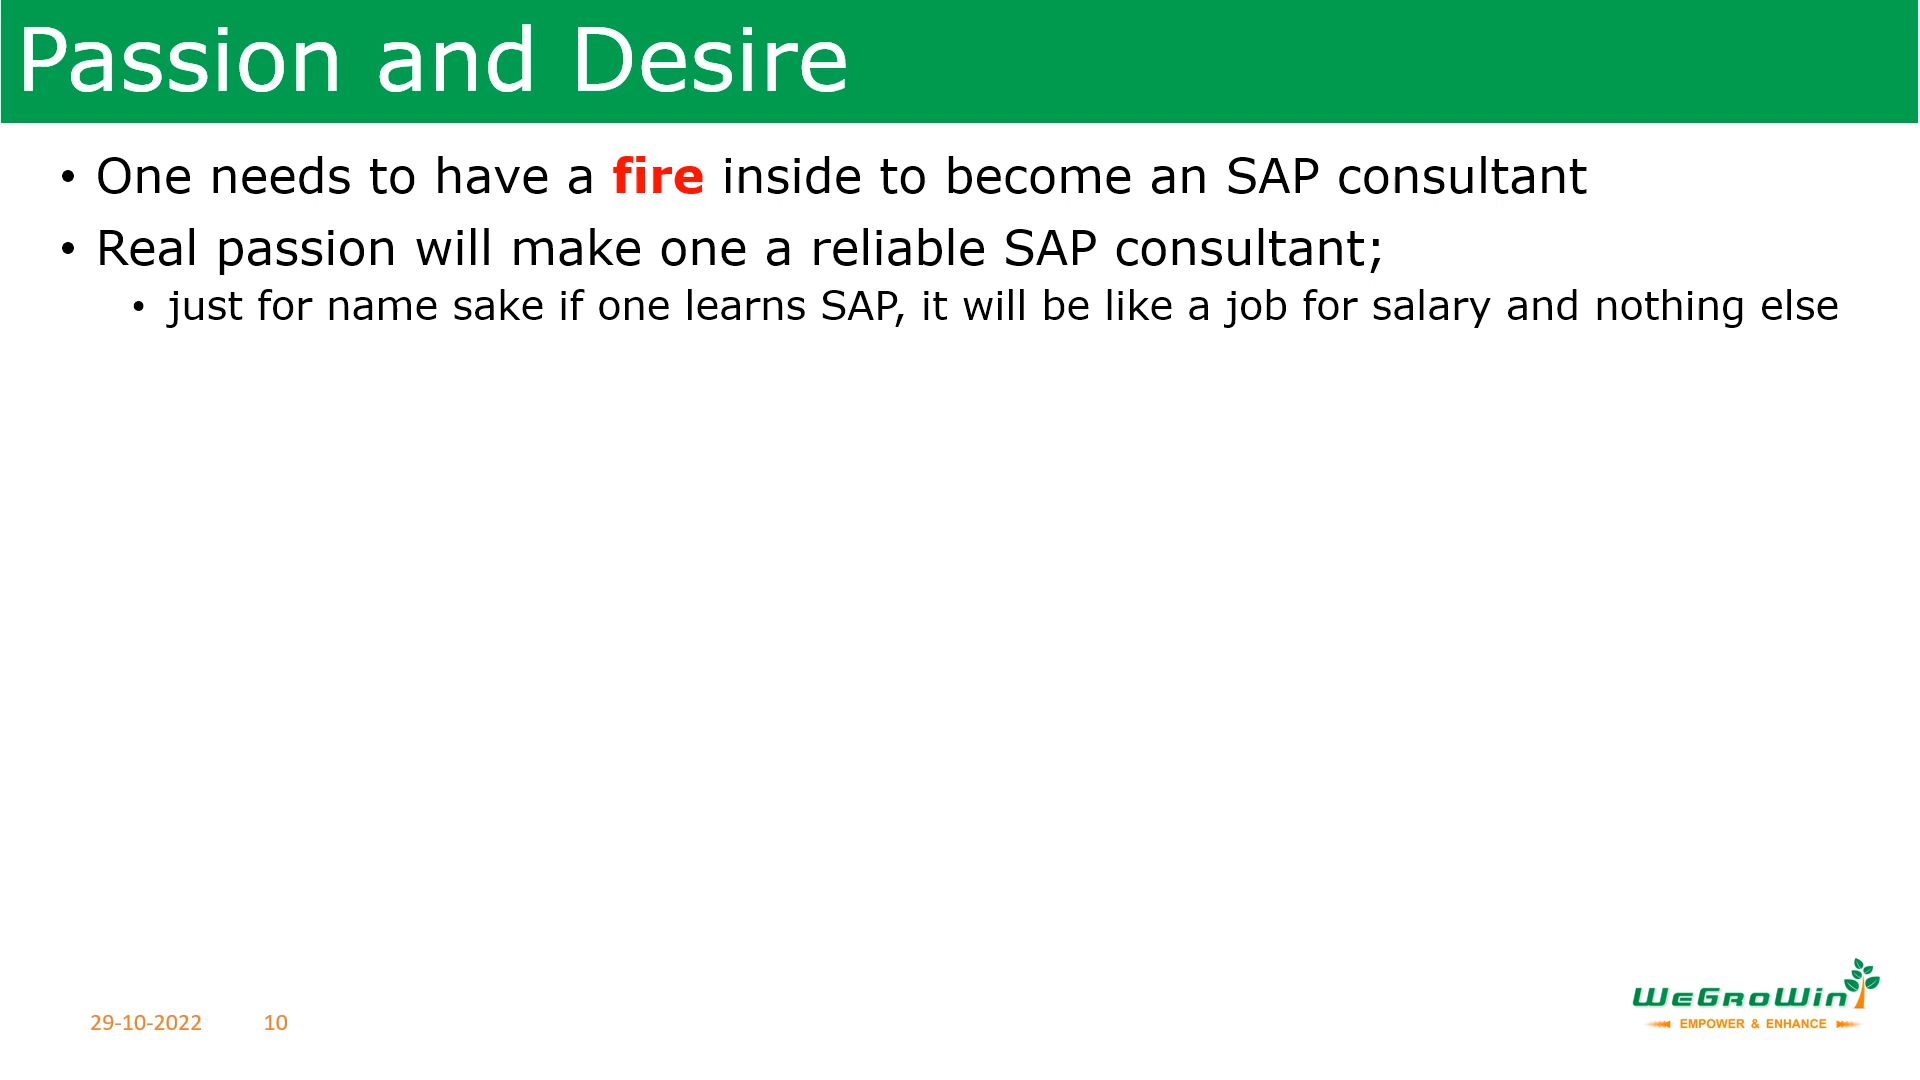 Passion and Desire
• One needs to have a fire inside to become an SAP consultant
• Real passion will make one a reliable SAP consultant;
• just for name sake if one learns SAP, it will be like a job for salary and nothing else
WeGroWin
EMPOWER & ENHANCE
29-10-2022 10